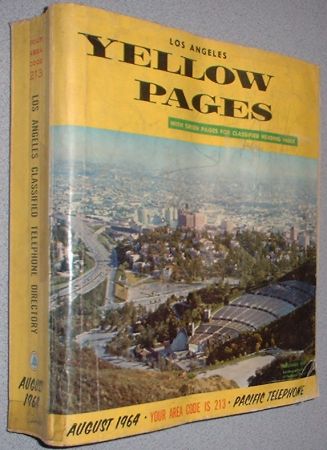 YOUR
AREA
CODE
213
LOS ANGELES CLASSIFIED TELEPHONE DIRECTORY
AUGUST
1964
LOS ANGELES
YELLOW
PAGES
WITH GREEN PAGES FOR CLASSIFIED HEADING INDEX
AUGUST 1964 · YOUR AREA CODE IS 213 · PACIFIC TELEPHONE